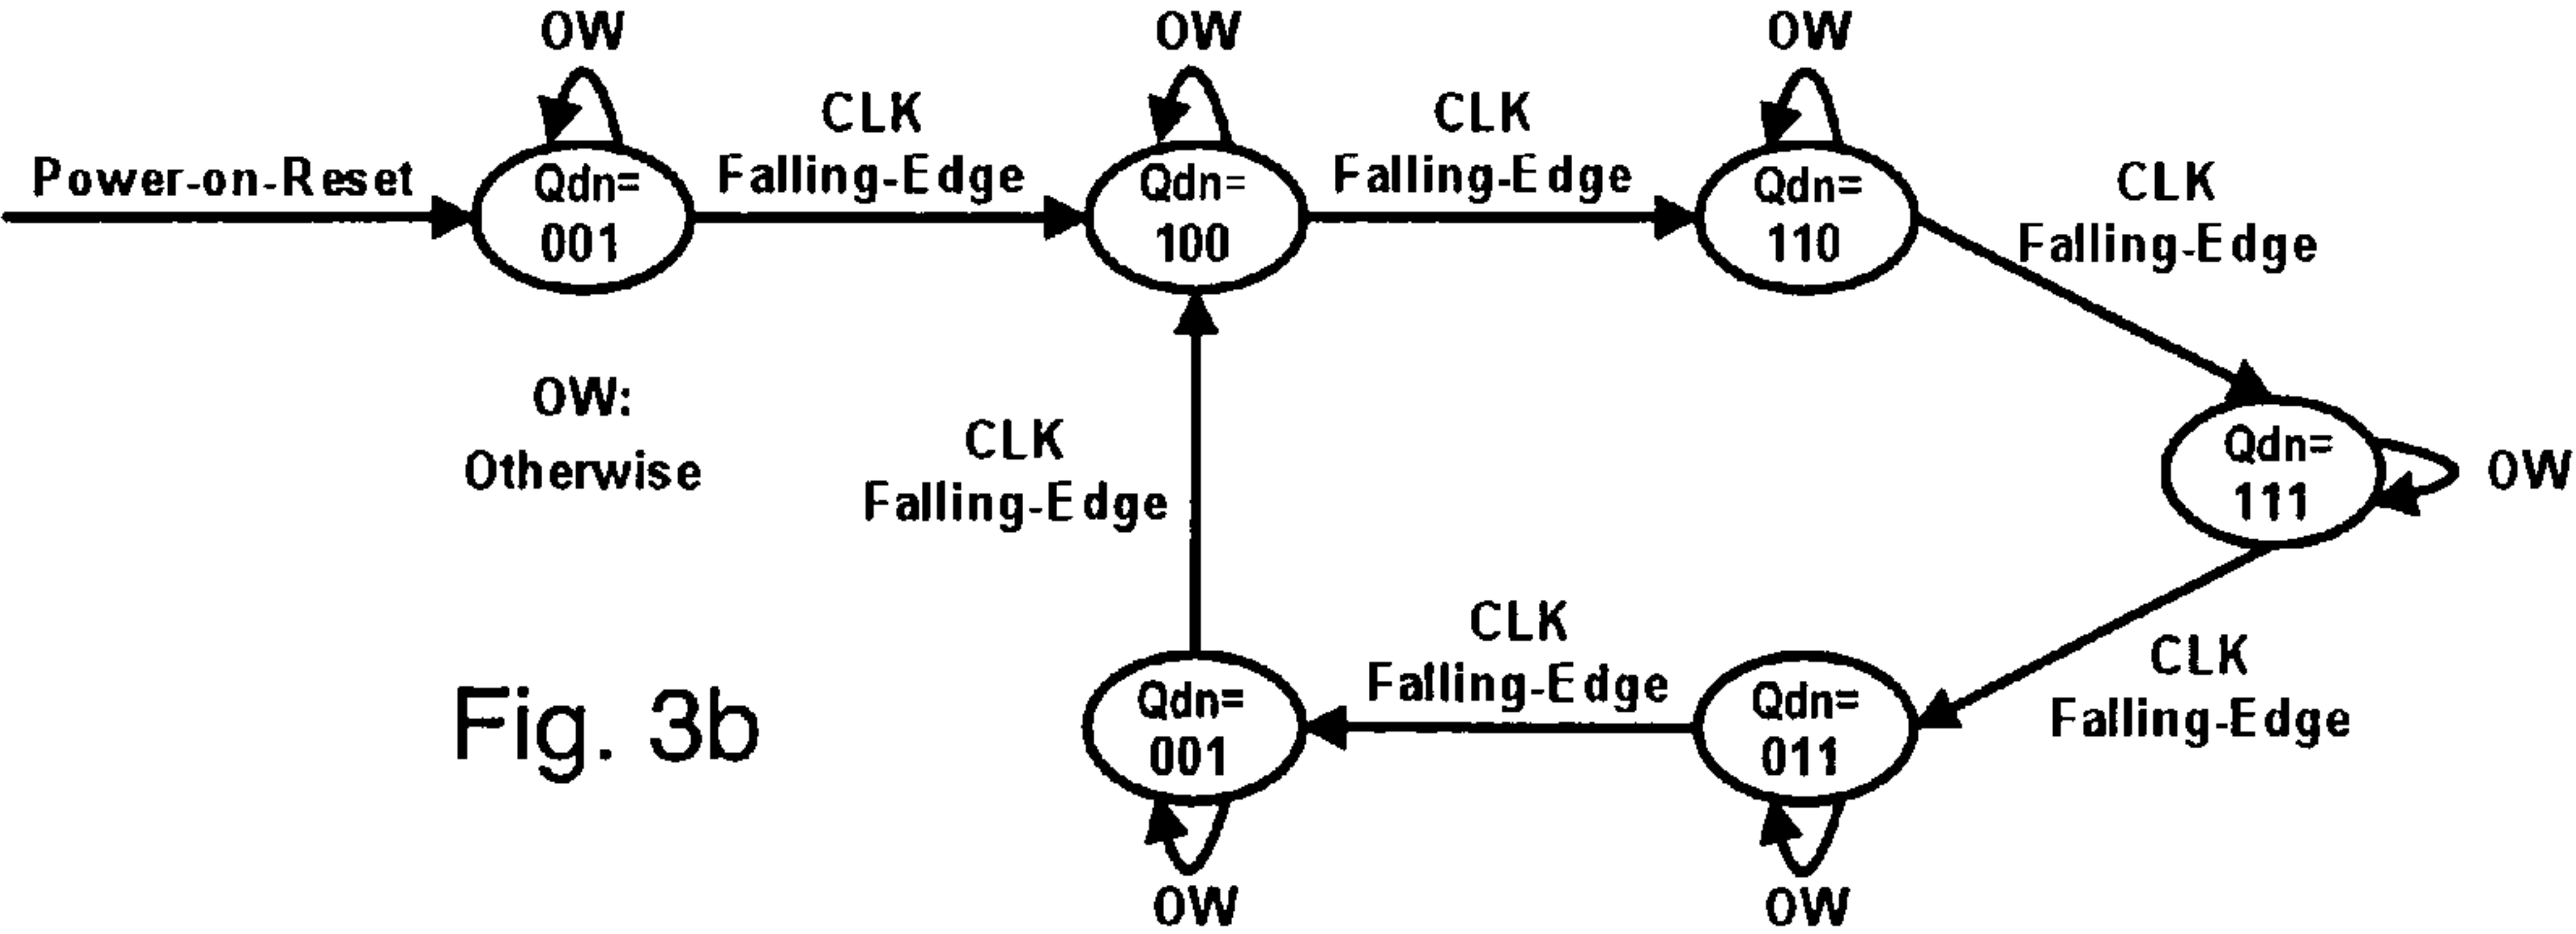 OW
OW
OW
CLK
Falling-Edge
CLK
Falling-Edge
Power-on-Reset
Qdn=
001
Qdn=
100
Qdn=
110
CLK
Falling-Edge
OW:
Otherwise
CLK
Falling-Edge
Qdn=
111
OW
CLK
Falling-Edge
CLK
Falling-Edge
Qdn=
001
Qdn=
011
Fig. 3b
OW
OW